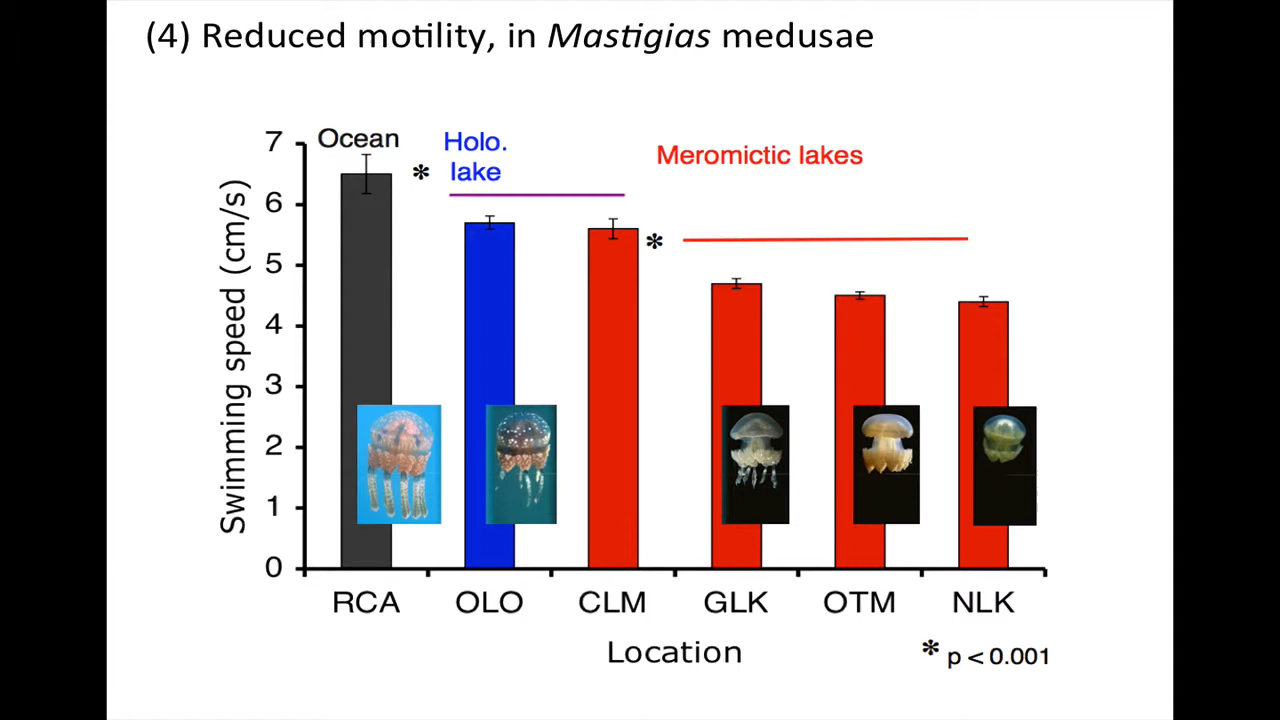 (4) Reduced motility, in Mastigias medusae
Ocean
Holo.
lake
Meromictic lakes
*
*
Swimming speed (cm/s)
7
6
5
4
3
2
1
0
RCA OLO CLM GLK OTM NLK
Location
* p < 0.001